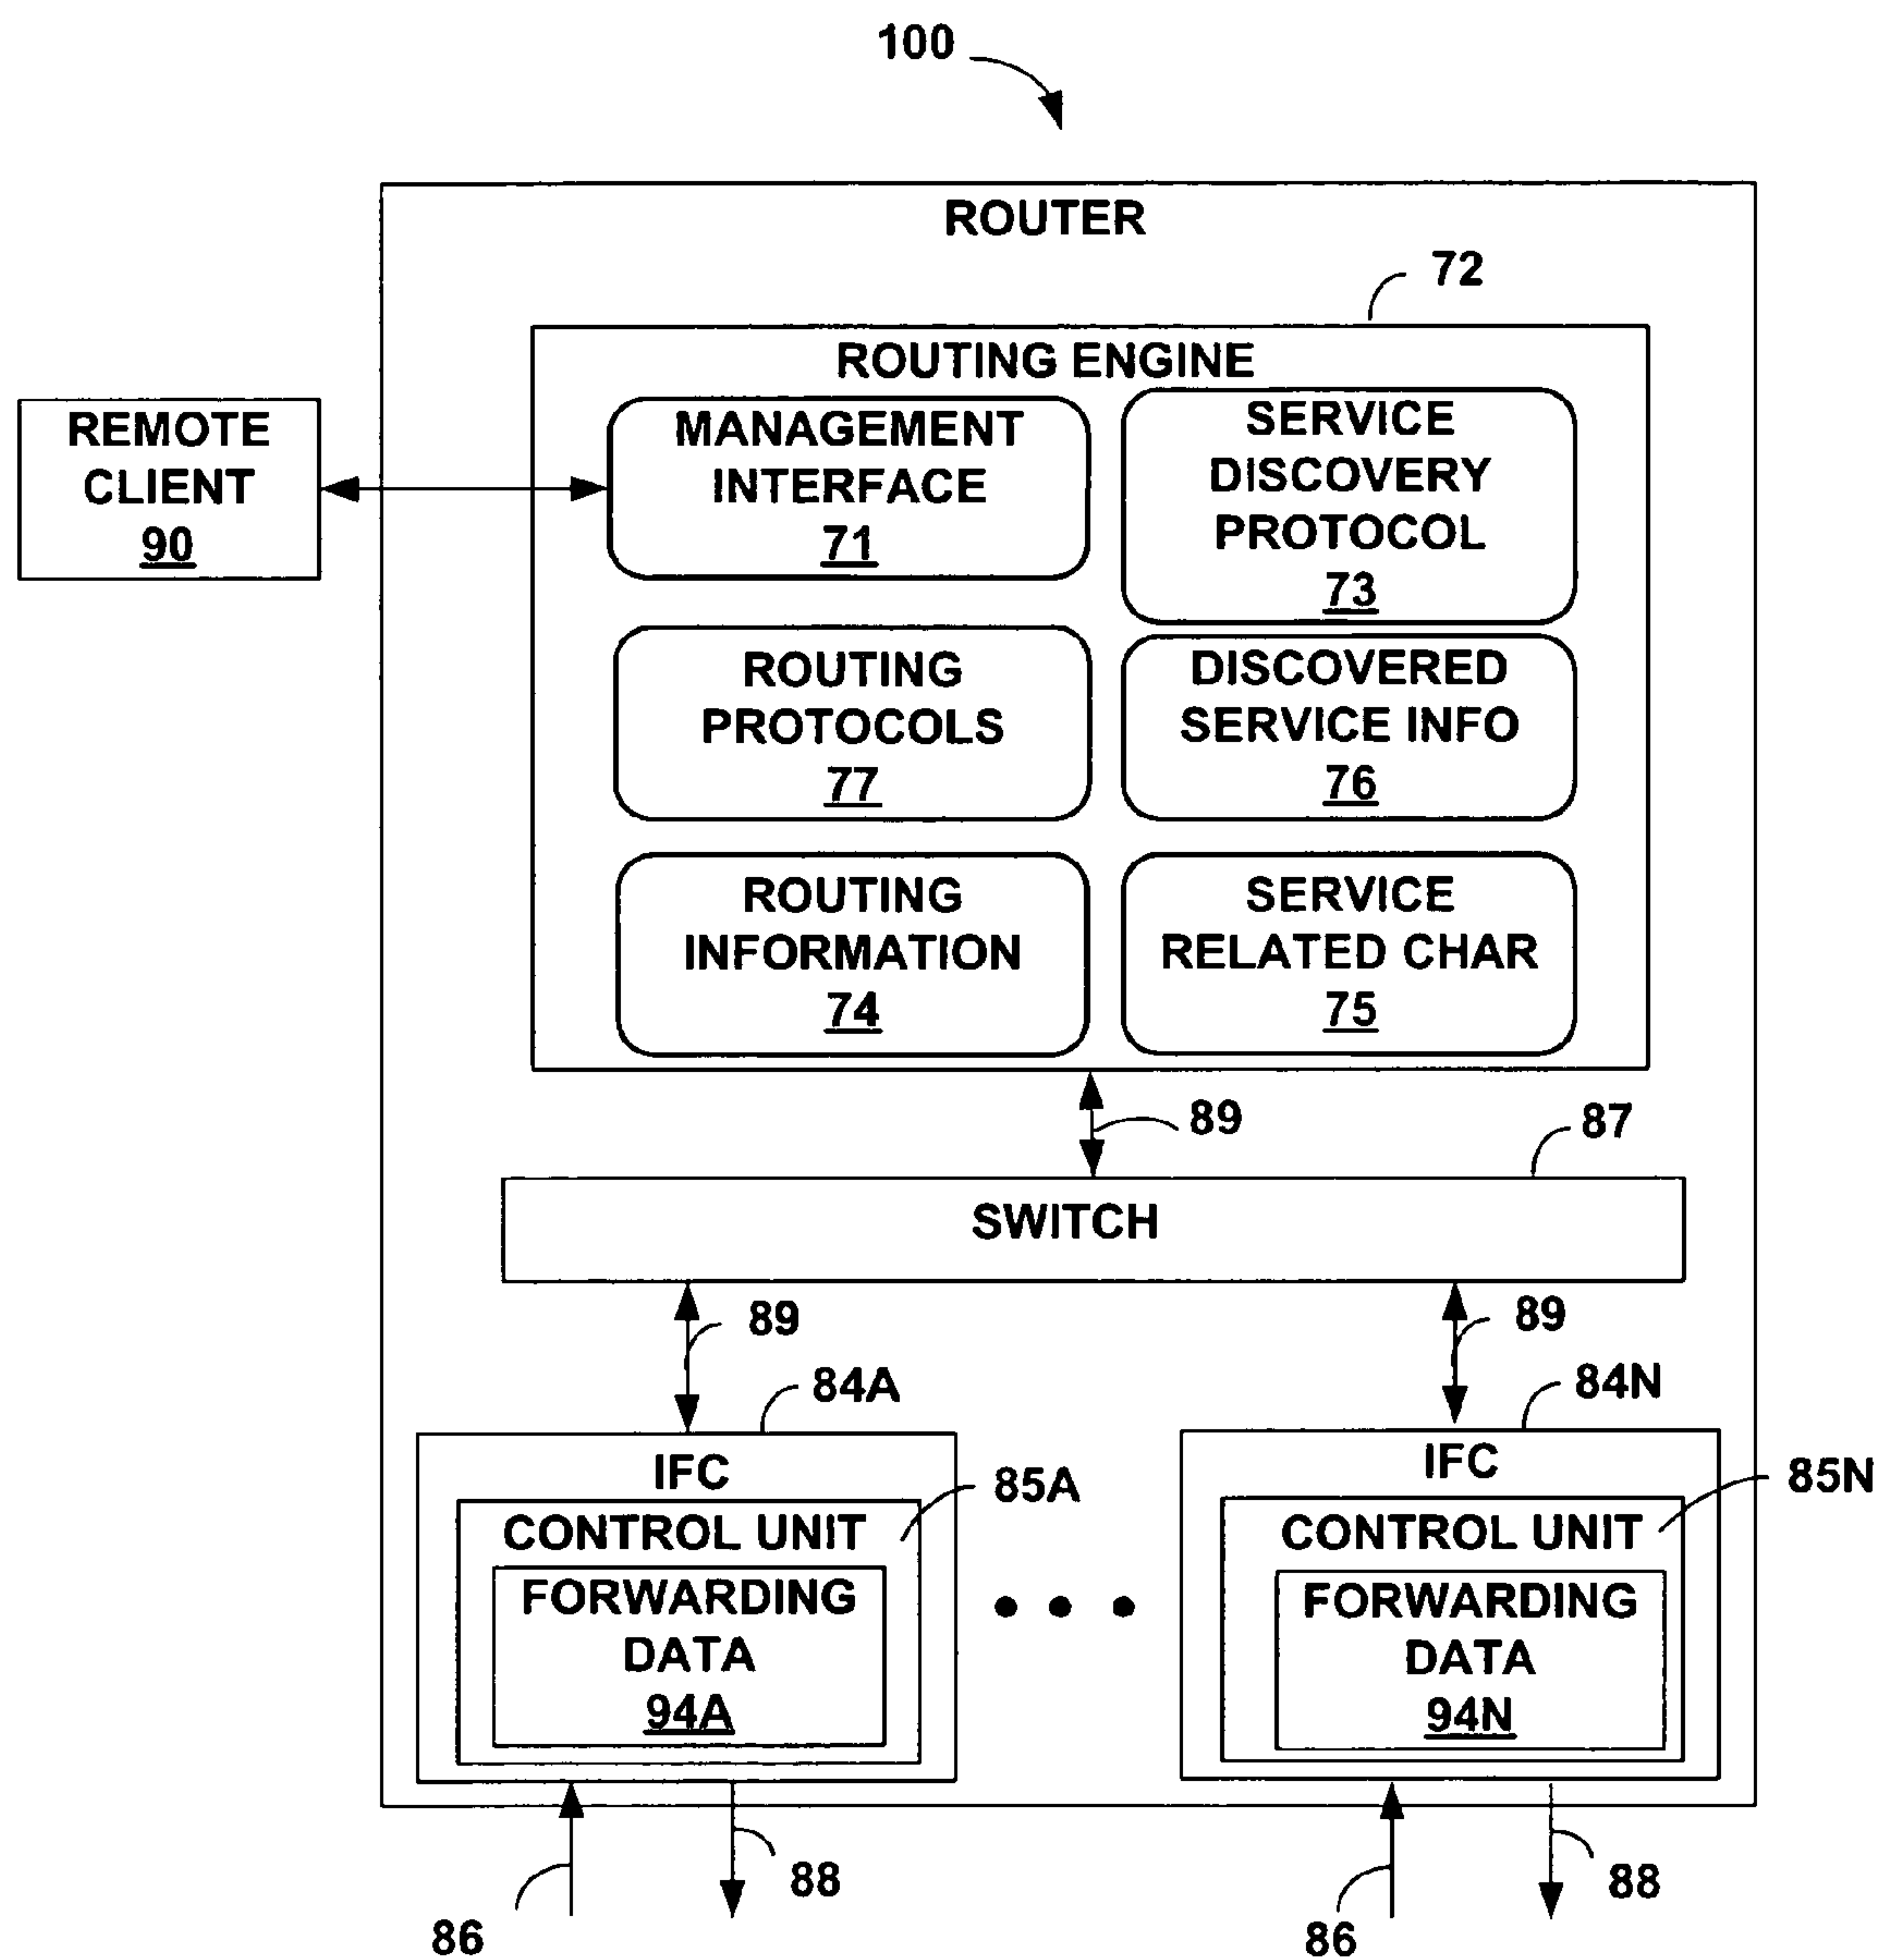 100
ROUTER
72
ROUTING ENGINE
REMOTE
CLIENT
90
MANAGEMENT
INTERFACE
71
SERVICE
DISCOVERY
PROTOCOL
73
ROUTING
PROTOCOLS
77
DISCOVERED
SERVICE INFO
76
ROUTING
INFORMATION
74
SERVICE
RELATED CHAR
75
89
87
SWITCH
89
89
84A
84N
IFC
85A
CONTROL UNIT
FORWARDING
DATA
94A
IFC
85N
CONTROL UNIT
FORWARDING
DATA
94N
86
88
86
88